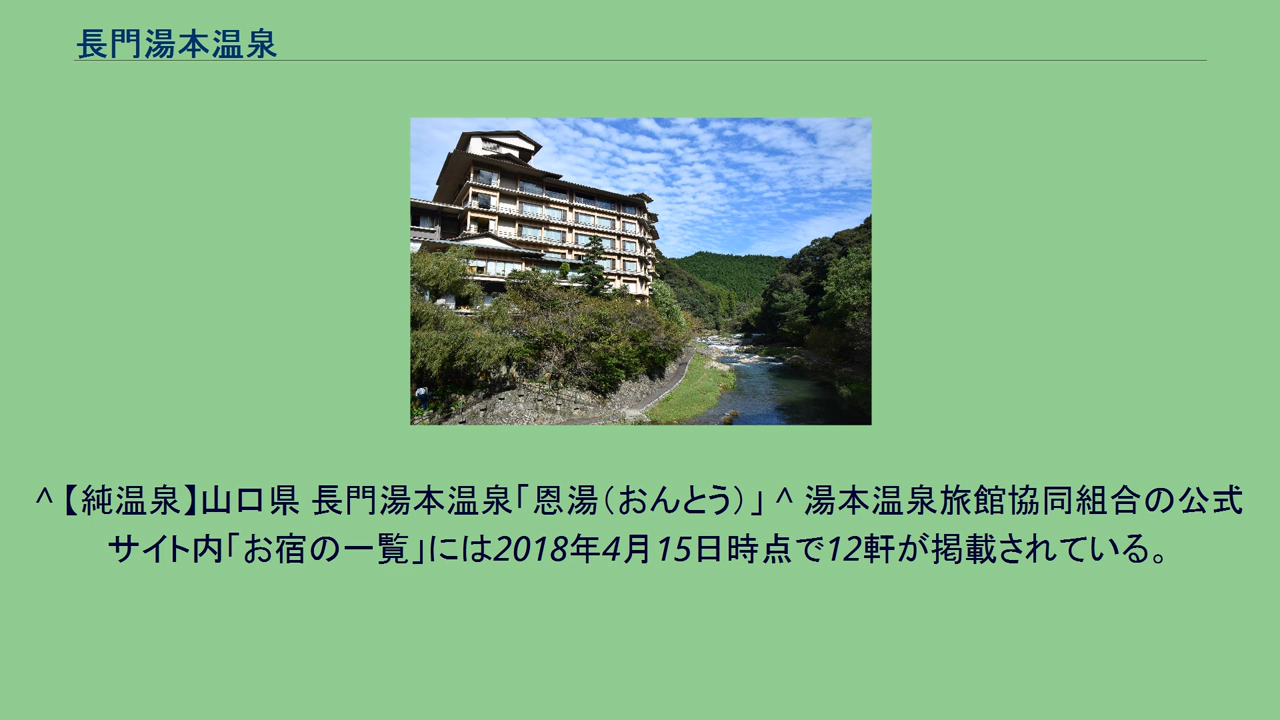 長門湯本温泉
^ 【純温泉】山口県 長門湯本温泉「恩湯（おんとう）」 ^ 湯本温泉旅館協同組合の公式
サイト内「お宿の一覧」には2018年4月15日時点で12軒が掲載されている。